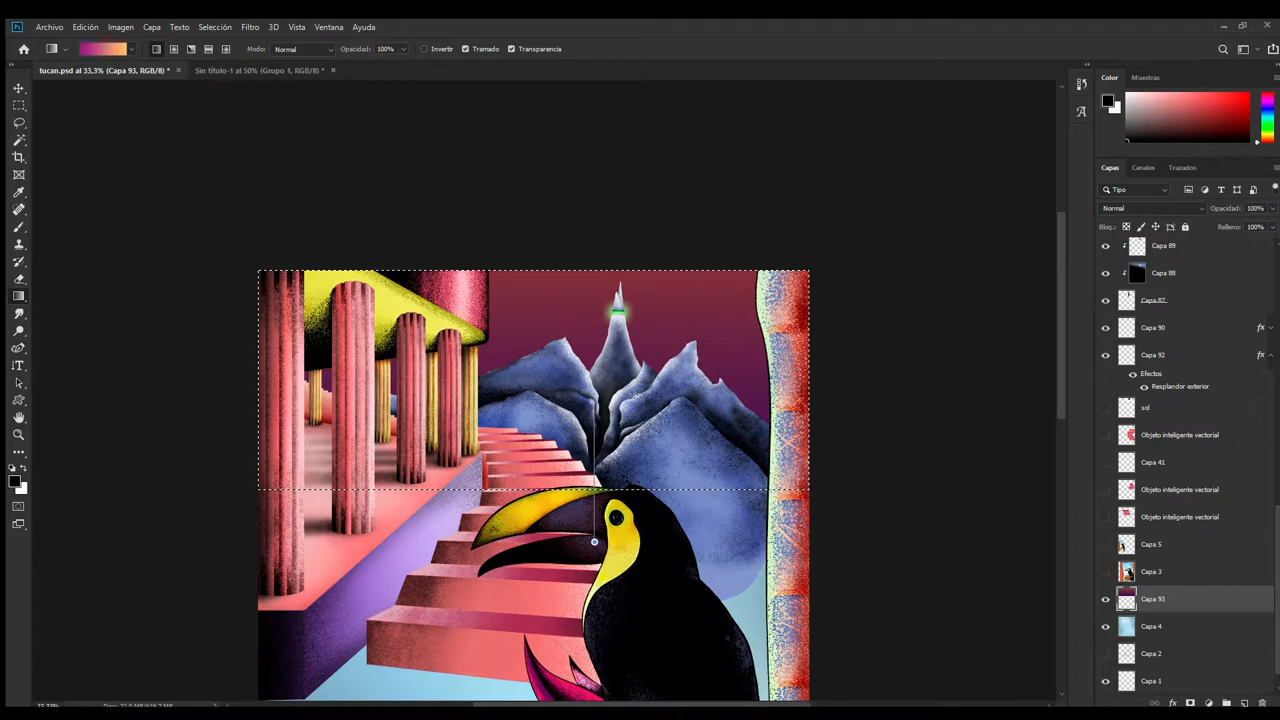 Ps Archivo Edición Imagen Capa Texto Selección Filtro 3D Vista Ventana Ayuda
Modo: Normal Opacidad: 100% Invertir Tramado Transparencia
tucan.psd al 33,3% (Capa 93, RGB/8) * × Sin título-1 al 50% (Grupo 1, RGB/8) * ×
Color Muestras
Capas Canales Trazados
Tipo
Normal Opacidad: 100%
Bloq.: Relleno: 100%
Capa 89
Capa 88
Capa 87
Capa 90 fx
Capa 92 fx
Efectos
Resplandor exterior
sol
Objeto inteligente vectorial
Capa 41
Objeto inteligente vectorial
Objeto inteligente vectorial
Capa 5
Capa 3
Capa 93
Capa 4
Capa 2
Capa 1
fx